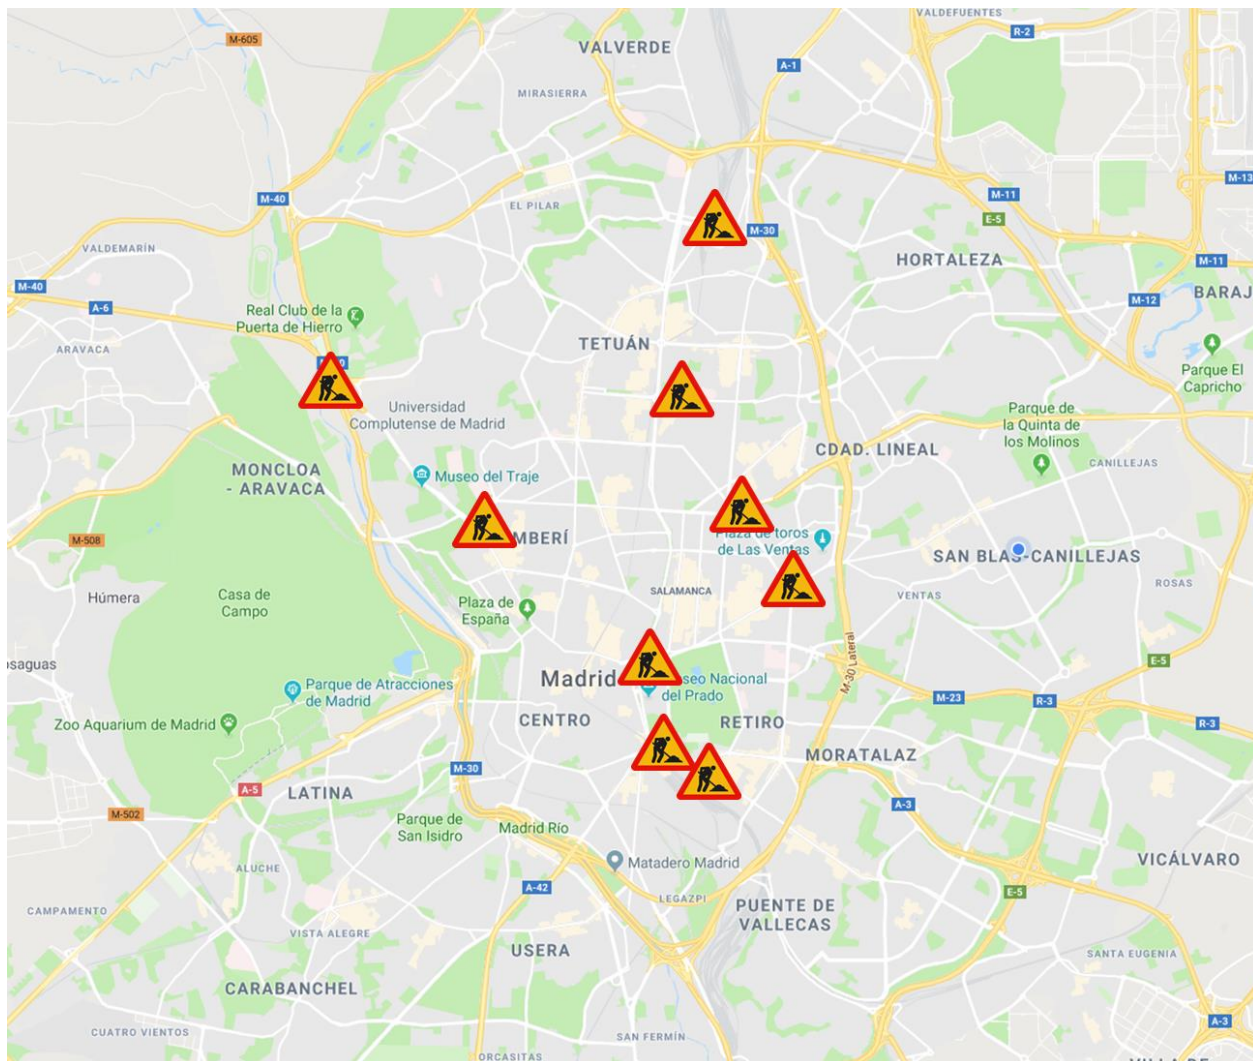 VALDEFUENTES
M-605
R-2
VALVERDE
A-1
MIRASIERRA
M-13
M-40
M-11
EL PILAR
E-5
M-30
VALDEMARÍN
HORTALEZA
M-11
M-40
BARAJ
A-6
M-12
Real Club de la
Puerta de Hierro
TETUÁN
ARAVACA
Parque El
Capricho
Universidad
Complutense de Madrid
Parque de
la Quinta de
los Molinos
CDAD. LINEAL
CANILLEJAS
MONCLOA
- ARAVACA
Museo del Traje
M-508
MBERÍ
Plaza de toros
de Las Ventas
SAN BLAS-CANILLEJAS
ROSAS
Húmera
Casa de
Campo
Plaza de
España
SALAMANCA
VENTAS
osaguas
M-30 Lateral
E-5
Parque de Atracciones
de Madrid
Madrid
seo Nacional
del Prado
M-23
R-3
R-3
Zoo Aquarium de Madrid
CENTRO
RETIRO
MORATALAZ
M-30
A-5
LATINA
A-3
M-502
Parque de
San Isidro
Madrid Río
Matadero Madrid
VICÁLVARO
ALUCHE
A-42
E-5
LEGAZPI
CAMPAMENTO
PUENTE DE
VALLECAS
VISTA ALEGRE
USERA
SANTA EUGENIA
CARABANCHEL
A-3
CUATRO VIENTOS
SAN FERMÍN
ORCASITAS
VILLA DE